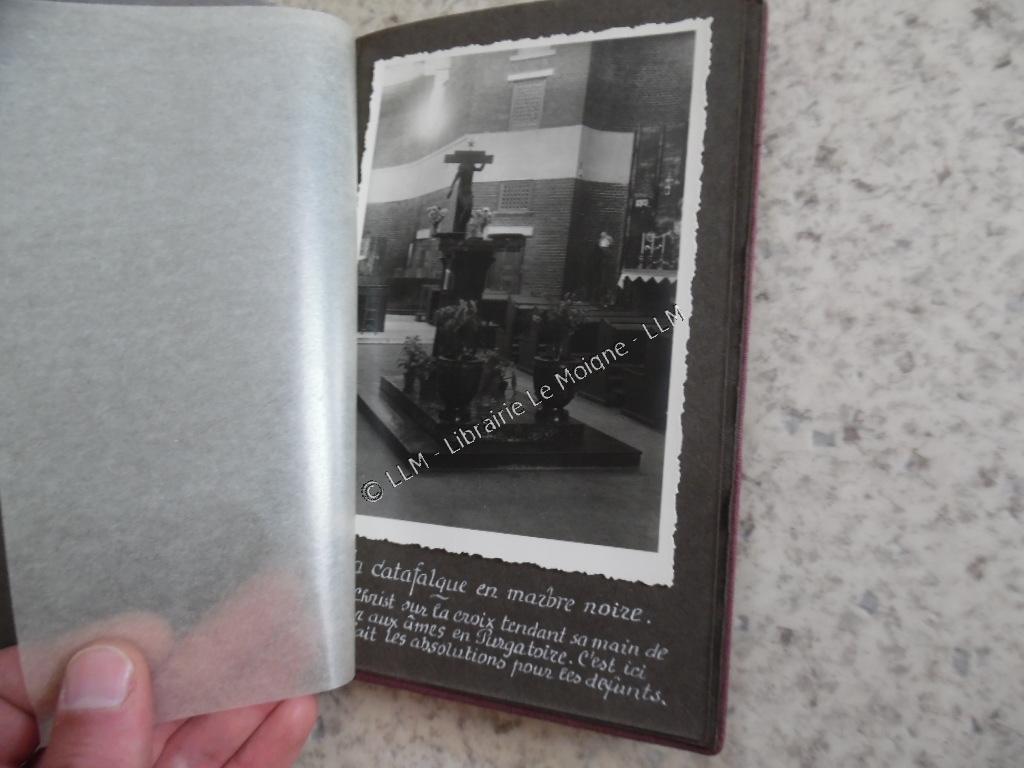 © LLM - Librairie Le Moigne - LLM
catafalque en marbre noire.
Christ sur la croix tendant sa main de
aux âmes en Purgatoire. C'est ici
les absolutions pour les défunts.